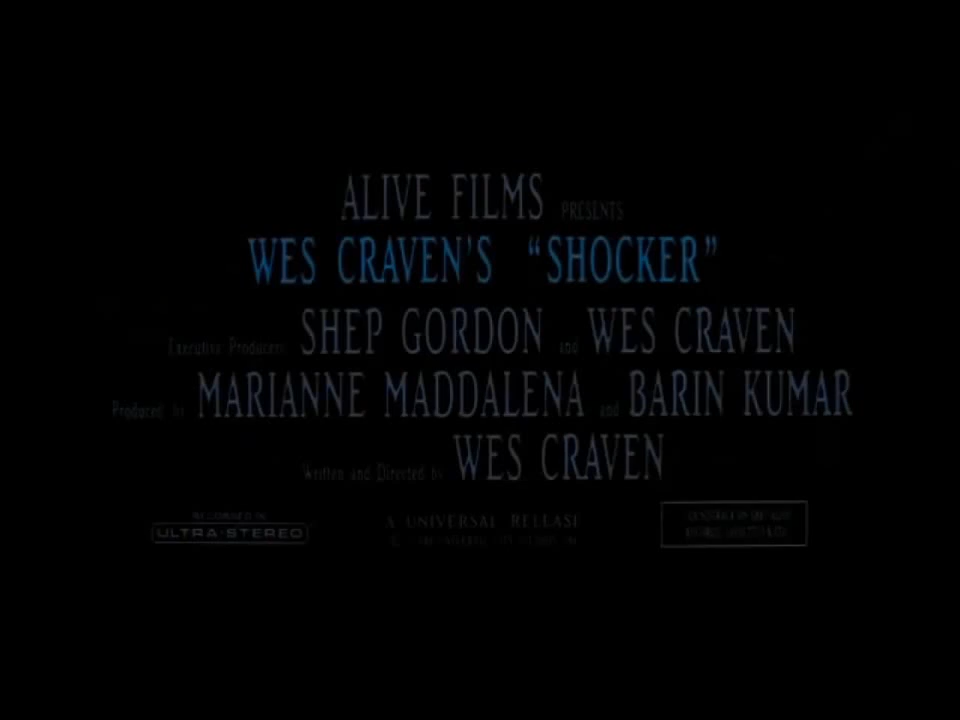 ALIVE FILMS PRESENTS
WES CRAVEN'S "SHOCKER"
Executive Producers SHEP GORDON and WES CRAVEN
Produced by MARIANNE MADDALENA and BARIN KUMAR
Written and Directed by WES CRAVEN
ULTRA-STEREO
A UNIVERSAL RELEASE